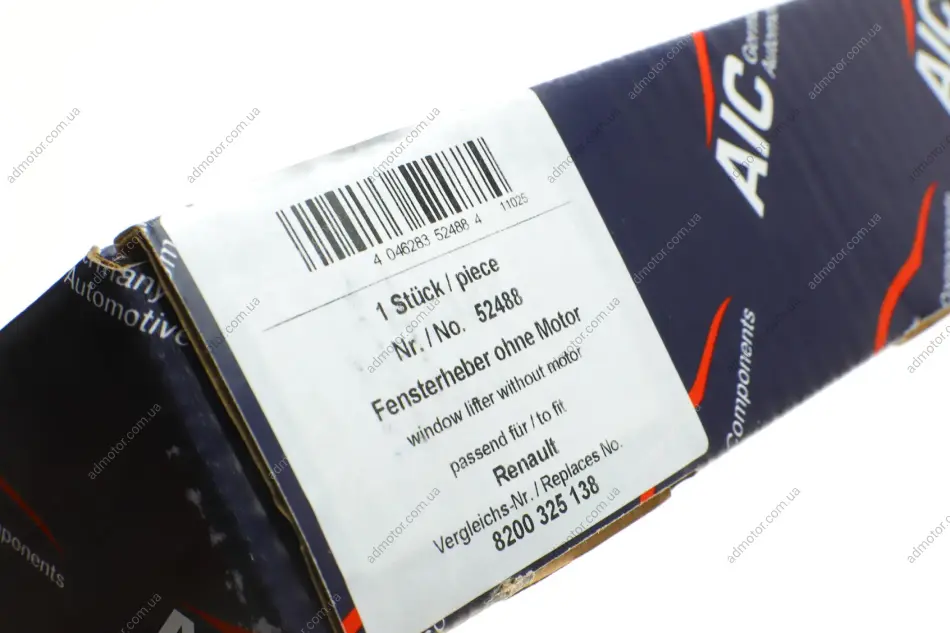 4 046283 52488 4 11025
1 Stück / piece
Nr. / No. 52488
Fensterheber ohne Motor
window lifter without motor
passend für / to fit
Renault
Vergleichs-Nr. / Replaces No.
8200 325 138
AIC
Automotive
Components
admotor.com.ua